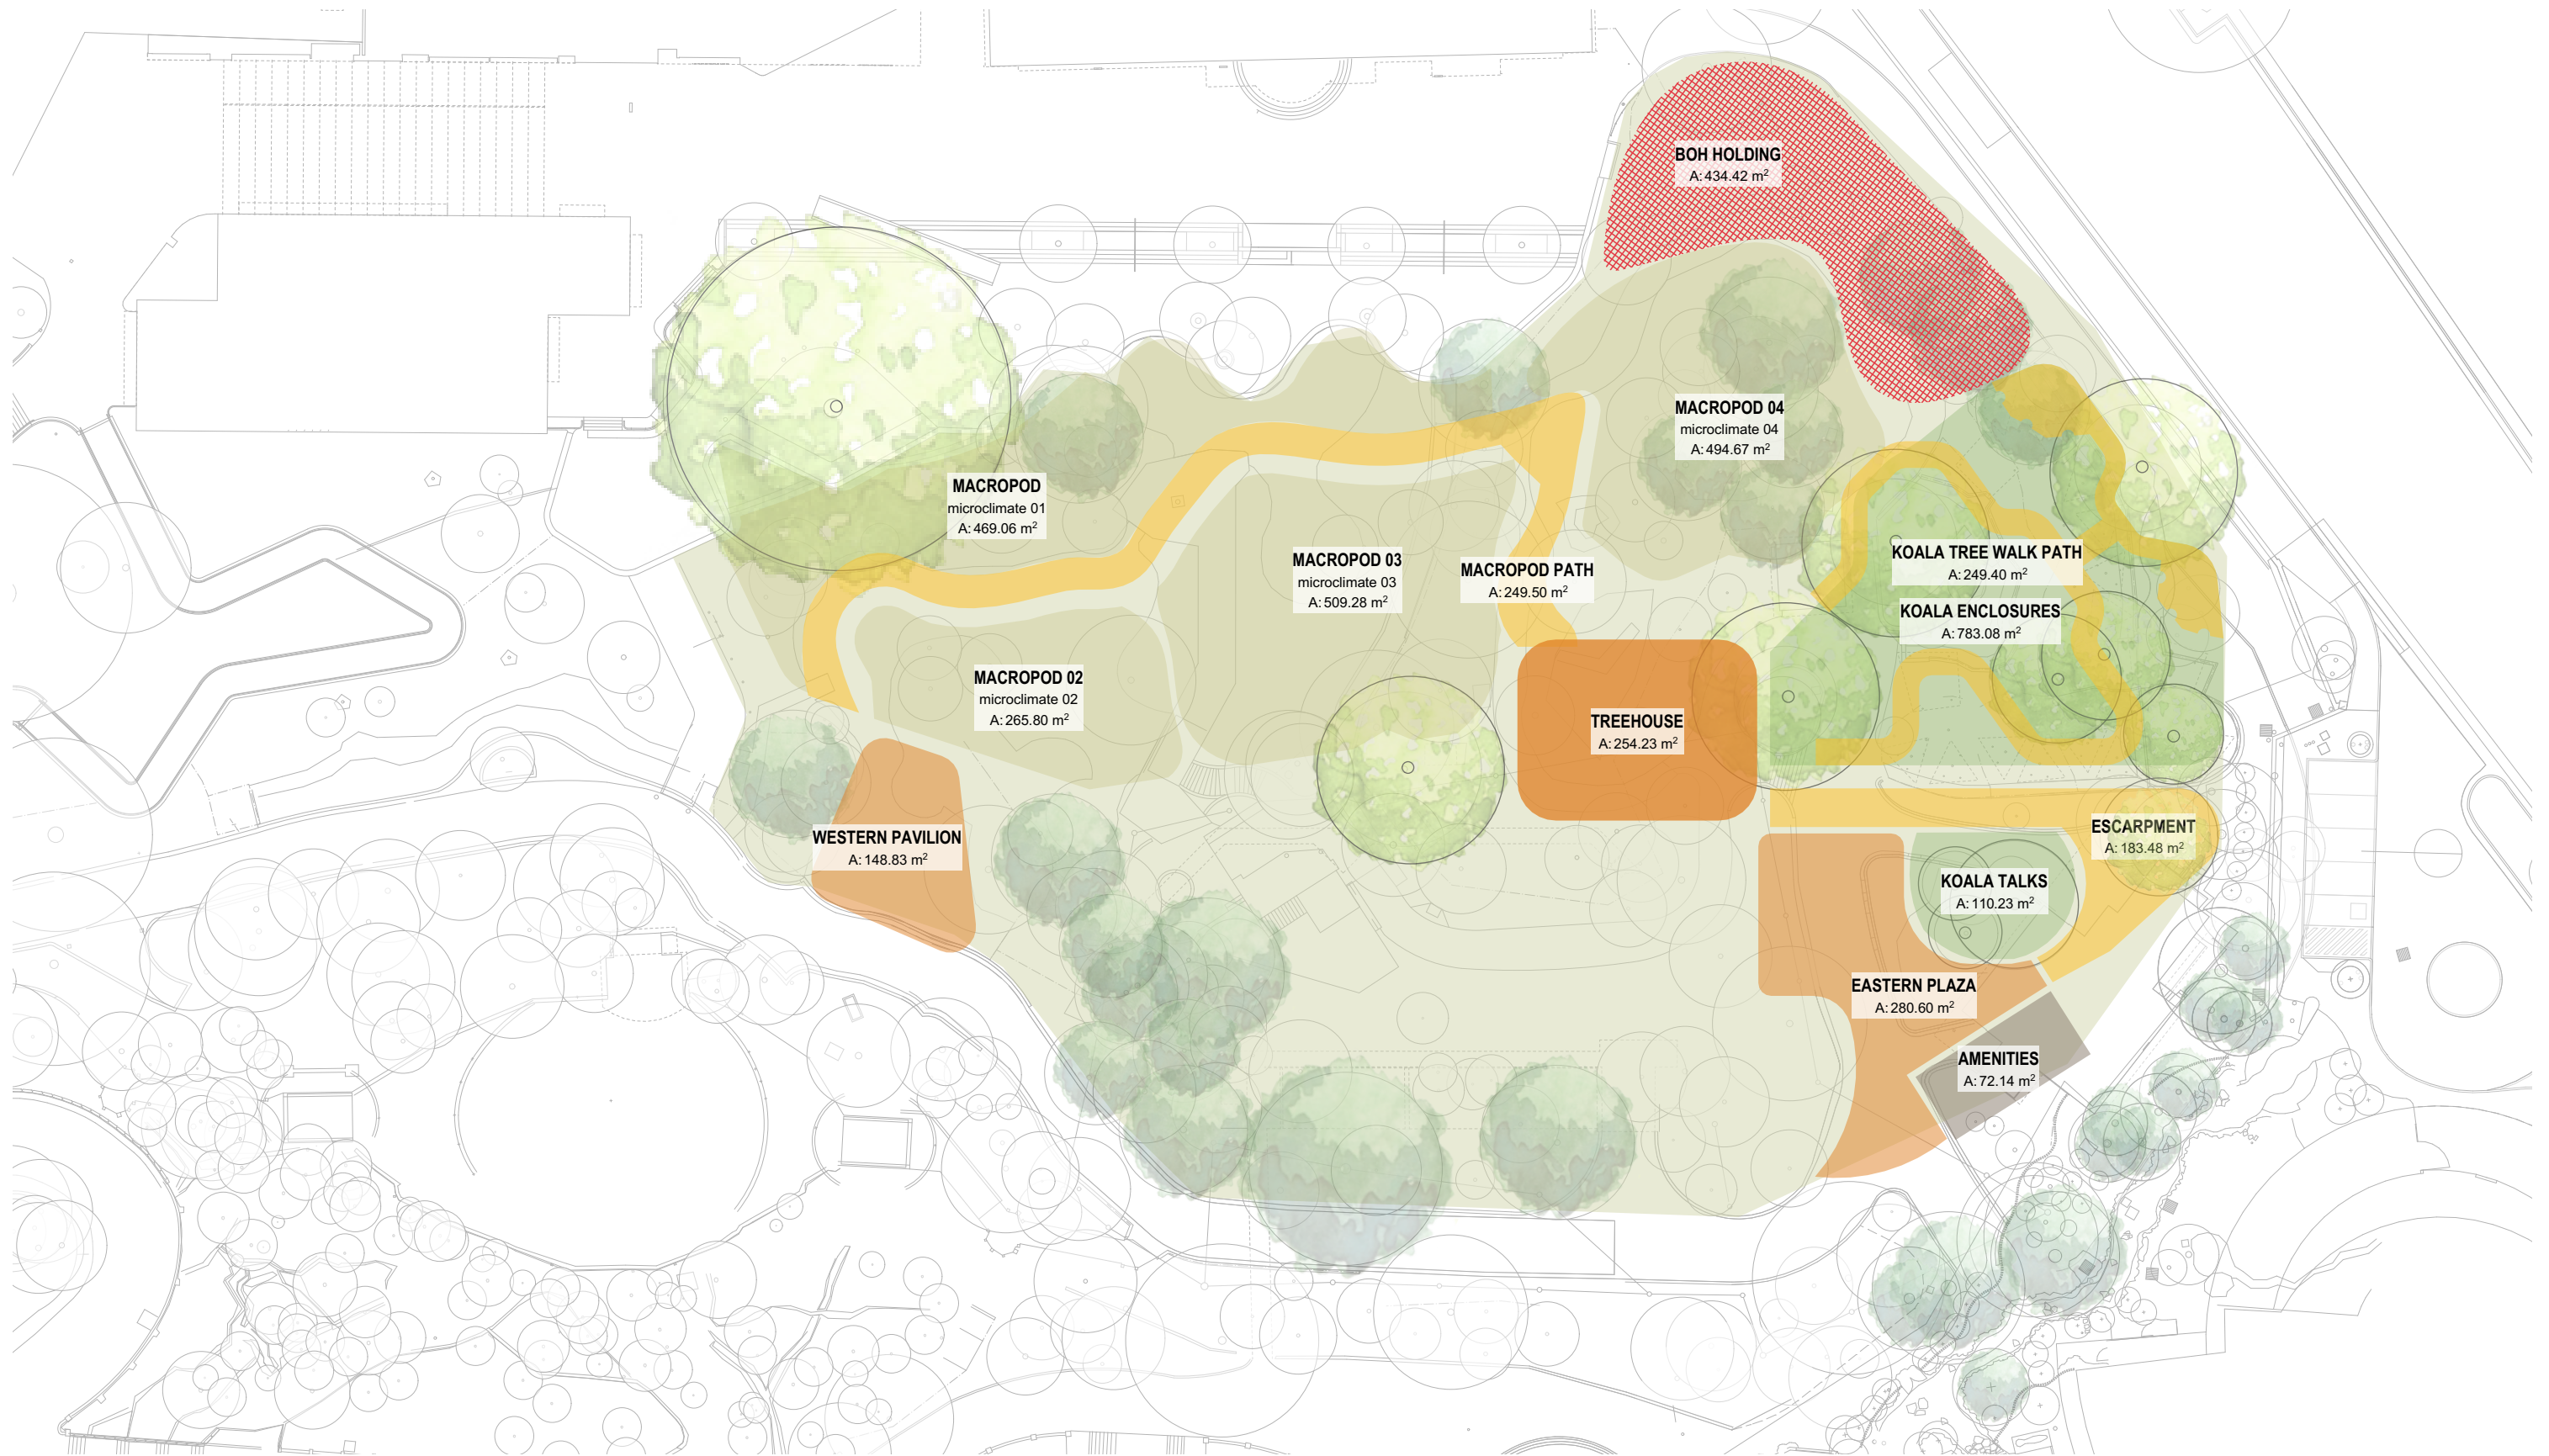 BOH HOLDING
A: 434.42 m²
MACROPOD 04
microclimate 04
A: 494.67 m²
MACROPOD
microclimate 01
A: 469.06 m²
MACROPOD 03
microclimate 03
A: 509.28 m²
MACROPOD PATH
A: 249.50 m²
KOALA TREE WALK PATH
A: 249.40 m²
KOALA ENCLOSURES
A: 783.08 m²
MACROPOD 02
microclimate 02
A: 265.80 m²
TREEHOUSE
A: 254.23 m²
WESTERN PAVILION
A: 148.83 m²
ESCARPMENT
A: 183.48 m²
KOALA TALKS
A: 110.23 m²
EASTERN PLAZA
A: 280.60 m²
AMENITIES
A: 72.14 m²